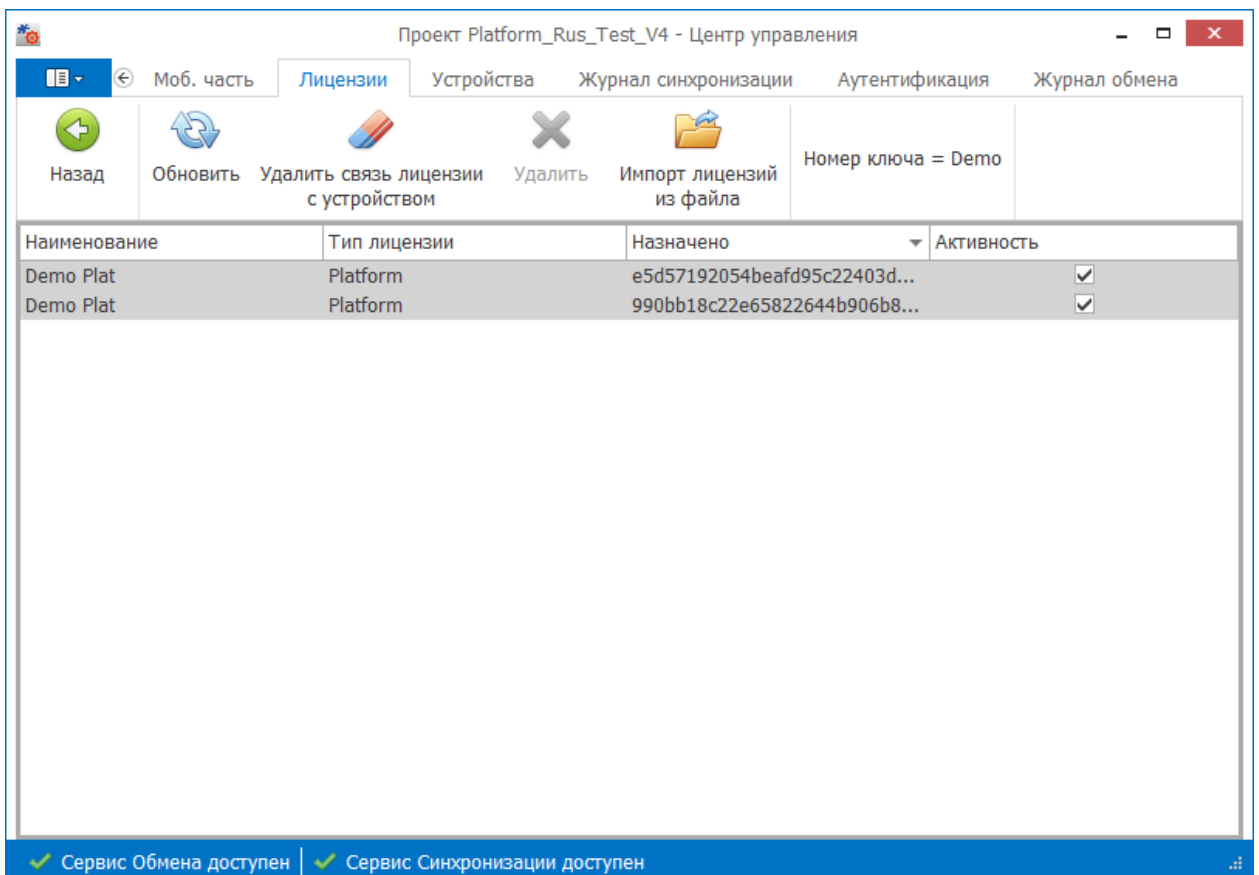 Проект Platform_Rus_Test_V4 - Центр управления
Моб. часть Лицензии Устройства Журнал синхронизации Аутентификация Журнал обмена
Назад Обновить Удалить связь лицензии с устройством Удалить Импорт лицензий из файла Номер ключа = Demo
Наименование Тип лицензии Назначено Активность
Demo Plat Platform e5d57192054beafd95c22403d...
Demo Plat Platform 990bb18c22e65822644b906b8...
Сервис Обмена доступен Сервис Синхронизации доступен